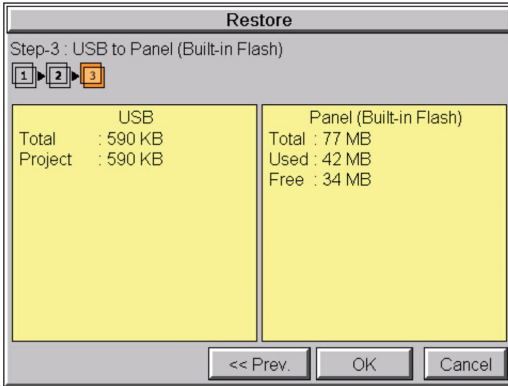 Restore
Step-3 : USB to Panel (Built-in Flash)
1 2 3
USB
Total : 590 KB
Project : 590 KB
Panel (Built-in Flash)
Total : 77 MB
Used : 42 MB
Free : 34 MB
<< Prev. OK Cancel